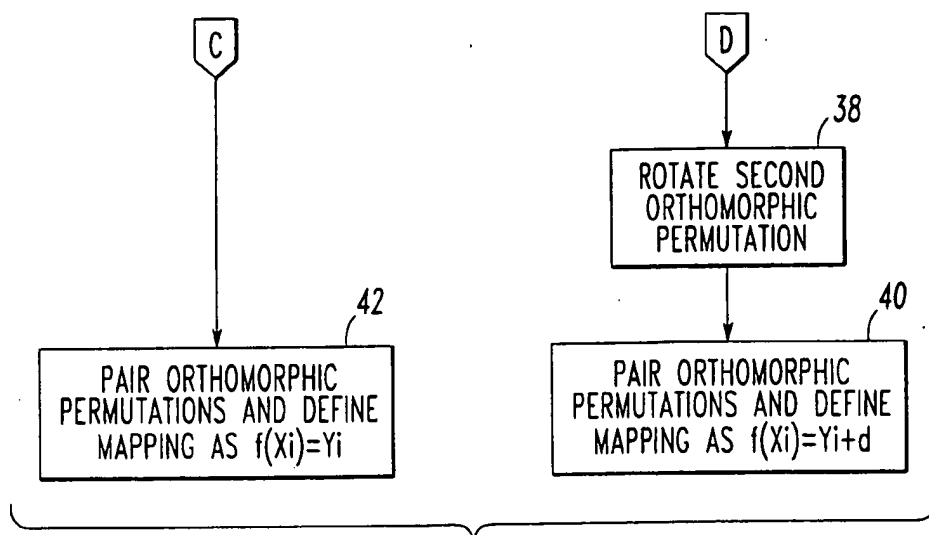 C
D
38
ROTATE SECOND
ORTHOMORPHIC
PERMUTATION
42
PAIR ORTHOMORPHIC
PERMUTATIONS AND DEFINE
MAPPING AS f(Xi)=Yi
40
PAIR ORTHOMORPHIC
PERMUTATIONS AND DEFINE
MAPPING AS f(Xi)=Yi+d